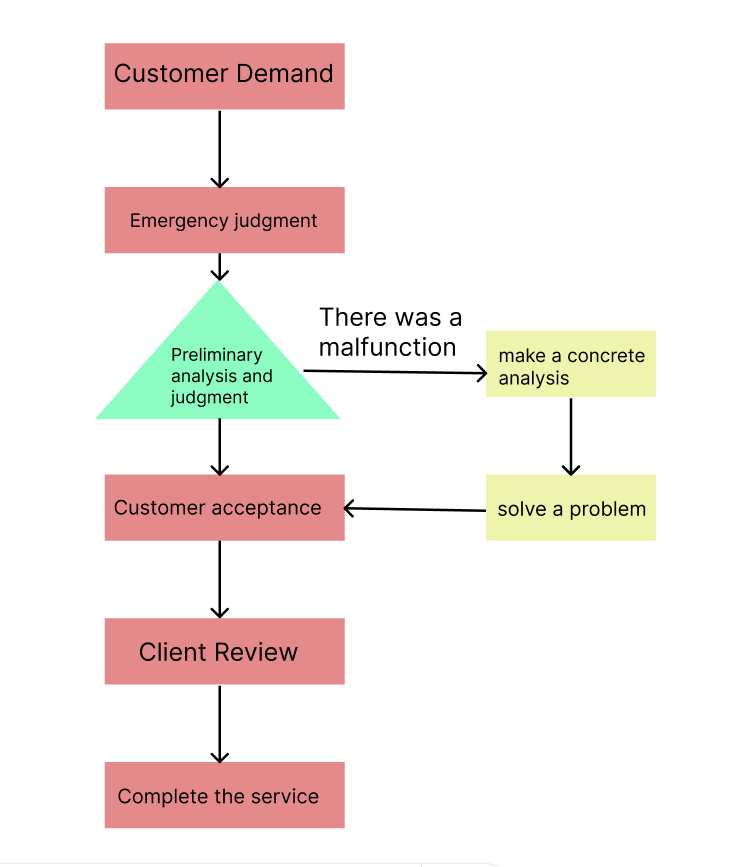 Customer Demand
Emergency judgment
There was a
malfunction
Preliminary
analysis and
judgment
make a concrete
analysis
Customer acceptance
solve a problem
Client Review
Complete the service